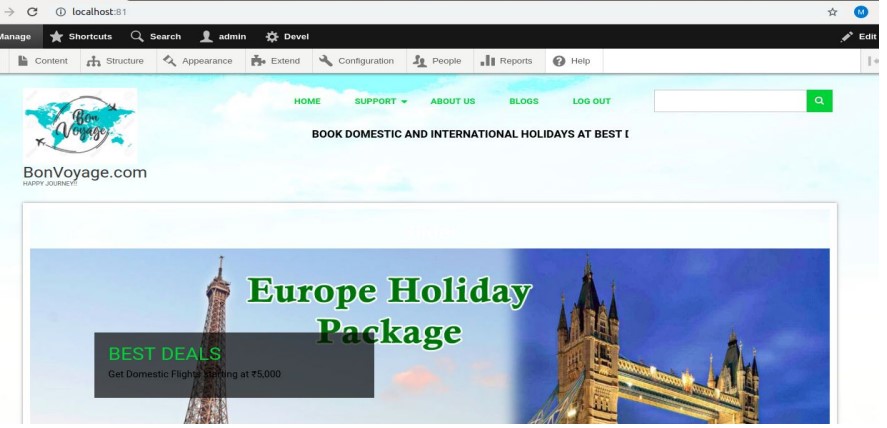 localhost:81
M
Manage Shortcuts Search admin Devel Edit
Content Structure Appearance Extend Configuration People Reports Help
HOME SUPPORT ABOUT US BLOGS LOG OUT
Bon
Voyage
BOOK DOMESTIC AND INTERNATIONAL HOLIDAYS AT BEST
BonVoyage.com
HAPPY JOURNEY!!
Europe Holiday
Package
BEST DEALS
Get Domestic Flights starting at ₹5,000